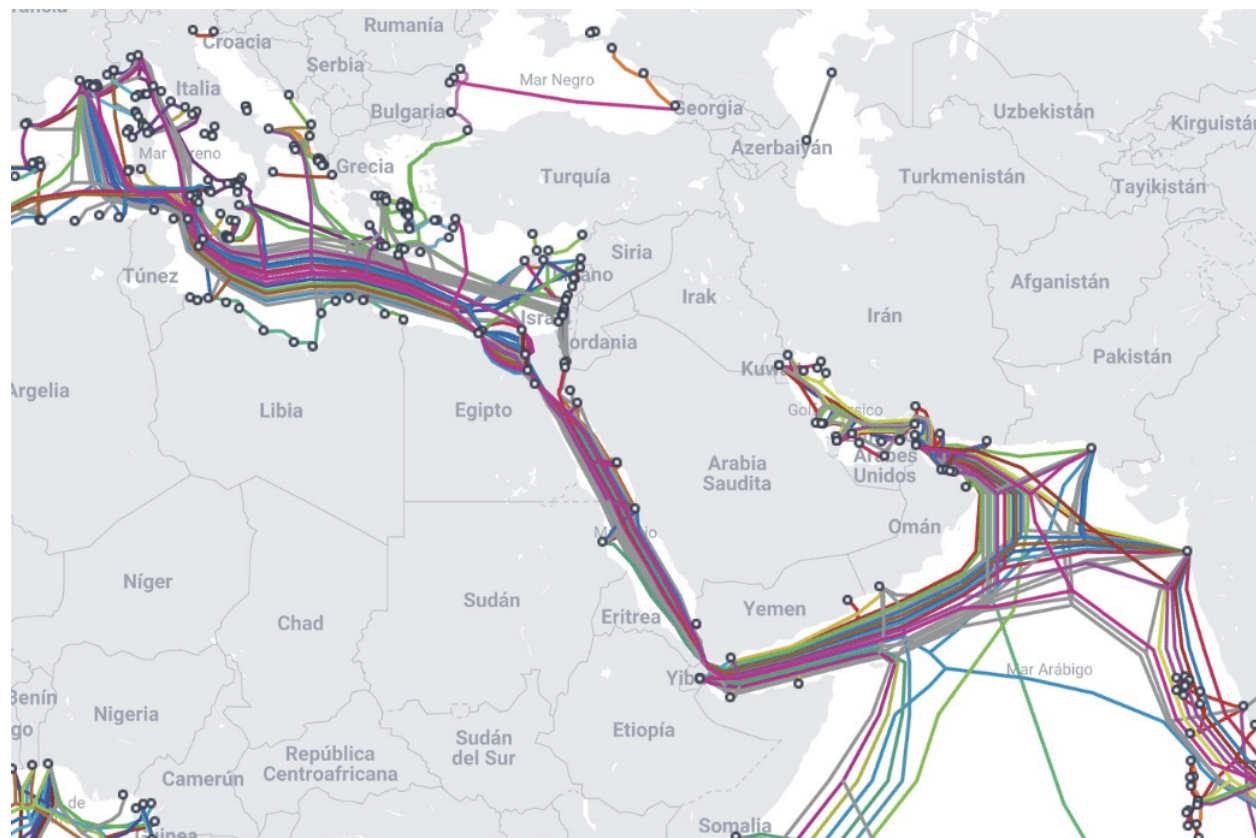 Croacia
Rumanía
Serbia
Italia
Bulgaria
Mar Negro
Georgia
Uzbekistán
Kirguistán
Azerbaiyán
Grecia
Turquía
Turkmenistán
Tayikistán
Siria
Túnez
Irak
Irán
Afganistán
Pakistán
Argelia
Libia
Egipto
Arabia
Saudita
Unidos
Omán
Níger
Chad
Sudán
Eritrea
Yemen
Mar Arábigo
Nigeria
Etiopía
Sudán
del Sur
República
Centroafricana
Camerún
Somalia